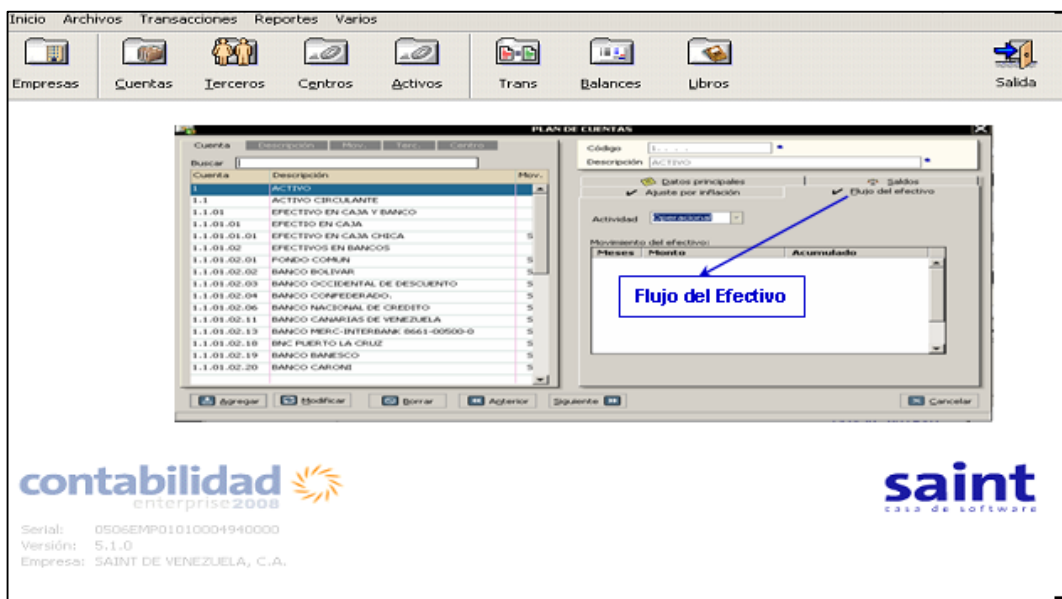 Inicio Archivos Transacciones Reportes Varios
Empresas Cuentas Terceros Centros Activos Trans Balances Libros Salida
PLAN DE CUENTAS
Cuenta Descripción Mov. Terc. Centro
Buscar
Cuenta Descripción Mov.
1 ACTIVO
1.1 ACTIVO CIRCULANTE
1.1.01 EFECTIVO EN CAJA Y BANCO
1.1.01.01 EFECTIO EN CAJA
1.1.01.01.01 EFECTIVO EN CAJA CHICA S
1.1.01.02 EFECTIVOS EN BANCOS
1.1.01.02.01 FONDO COMUN S
1.1.01.02.02 BANCO BOLIVAR S
1.1.01.02.03 BANCO OCCIDENTAL DE DESCUENTO S
1.1.01.02.04 BANCO CONFEDERADO. S
1.1.01.02.06 BANCO NACIONAL DE CREDITO S
1.1.01.02.11 BANCO CANARIAS DE VENEZUELA S
1.1.01.02.13 BANCO MERC-INTERBANK 8661-00500-0 S
1.1.01.02.18 BNC PUERTO LA CRUZ S
1.1.01.02.19 BANCO BANESCO S
1.1.01.02.20 BANCO CARONI S
Código 1. . . .
Descripción ACTIVO
Datos principales Saldos
Ajuste por inflación Flujo del efectivo
Actividad Operacional
Movimiento del efectivo:
Meses Monto Acumulado
Flujo del Efectivo
Agregar Modificar Borrar Anterior Siguiente Cancelar
contabilidad
enterprise2008
saint
casa de software
Serial: 0506EMP01010004940000
Versión: 5.1.0
Empresa: SAINT DE VENEZUELA, C.A.